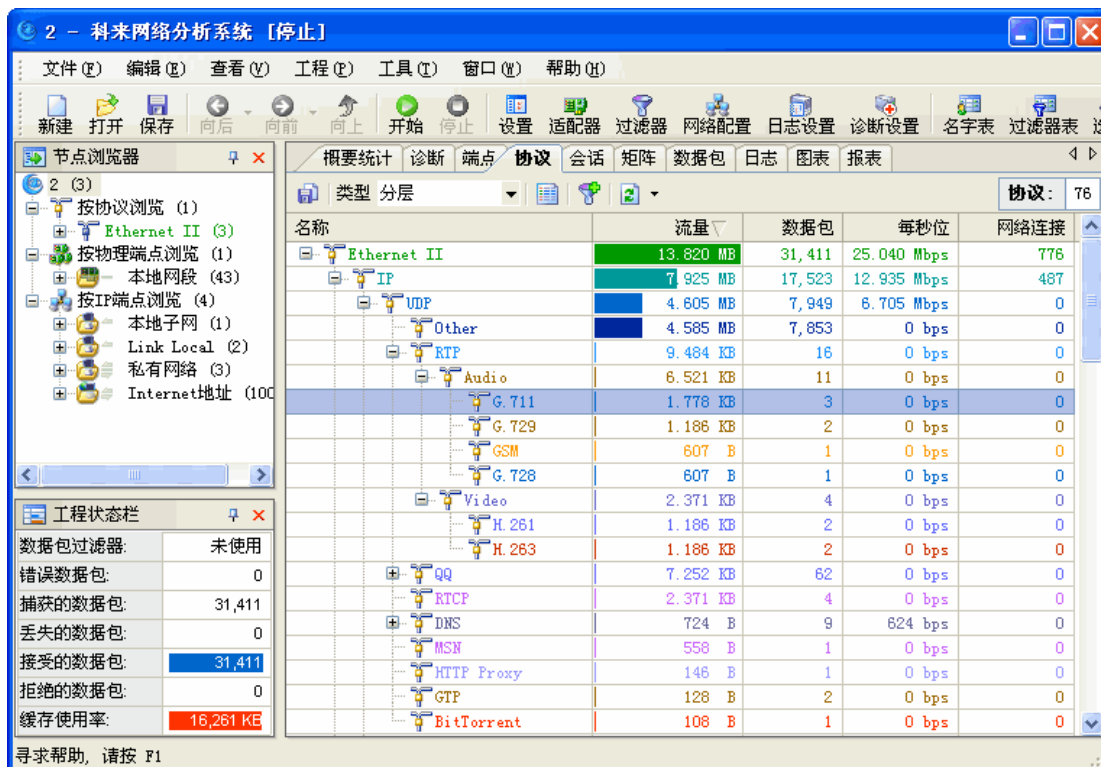 2 - 科来网络分析系统 [停止]
文件(F) 编辑(E) 查看(V) 工程(P) 工具(T) 窗口(W) 帮助(H)
新建 打开 保存 向后 向前 向上 开始 停止 设置 适配器 过滤器 网络配置 日志设置 诊断设置 名字表 过滤器表
节点浏览器
2 (3)
按协议浏览 (1)
Ethernet II (3)
按物理端点浏览 (1)
本地网段 (43)
按IP端点浏览 (4)
本地子网 (1)
Link Local (2)
私有网络 (3)
Internet地址 (100
工程状态栏
数据包过滤器: 未使用
错误数据包: 0
捕获的数据包: 31,411
丢失的数据包: 0
接受的数据包: 31,411
拒绝的数据包: 0
缓存使用率: 16,261 KB
概要统计 诊断 端点 协议 会话 矩阵 数据包 日志 图表 报表
类型 分层 协议: 76
名称 流量 数据包 每秒位 网络连接
Ethernet II 13.820 MB 31,411 25.040 Mbps 776
IP 7.925 MB 17,523 12.935 Mbps 487
UDP 4.605 MB 7,949 6.705 Mbps 0
Other 4.585 MB 7,853 0 bps 0
RTP 9.484 KB 16 0 bps 0
Audio 6.521 KB 11 0 bps 0
G.711 1.778 KB 3 0 bps 0
G.729 1.186 KB 2 0 bps 0
GSM 607 B 1 0 bps 0
G.728 607 B 1 0 bps 0
Video 2.371 KB 4 0 bps 0
H.261 1.186 KB 2 0 bps 0
H.263 1.186 KB 2 0 bps 0
QQ 7.252 KB 62 0 bps 0
RTCP 2.371 KB 4 0 bps 0
DNS 724 B 9 624 bps 0
MSN 558 B 1 0 bps 0
HTTP Proxy 146 B 1 0 bps 0
GTP 128 B 2 0 bps 0
BitTorrent 108 B 1 0 bps 0
寻求帮助, 请按 F1